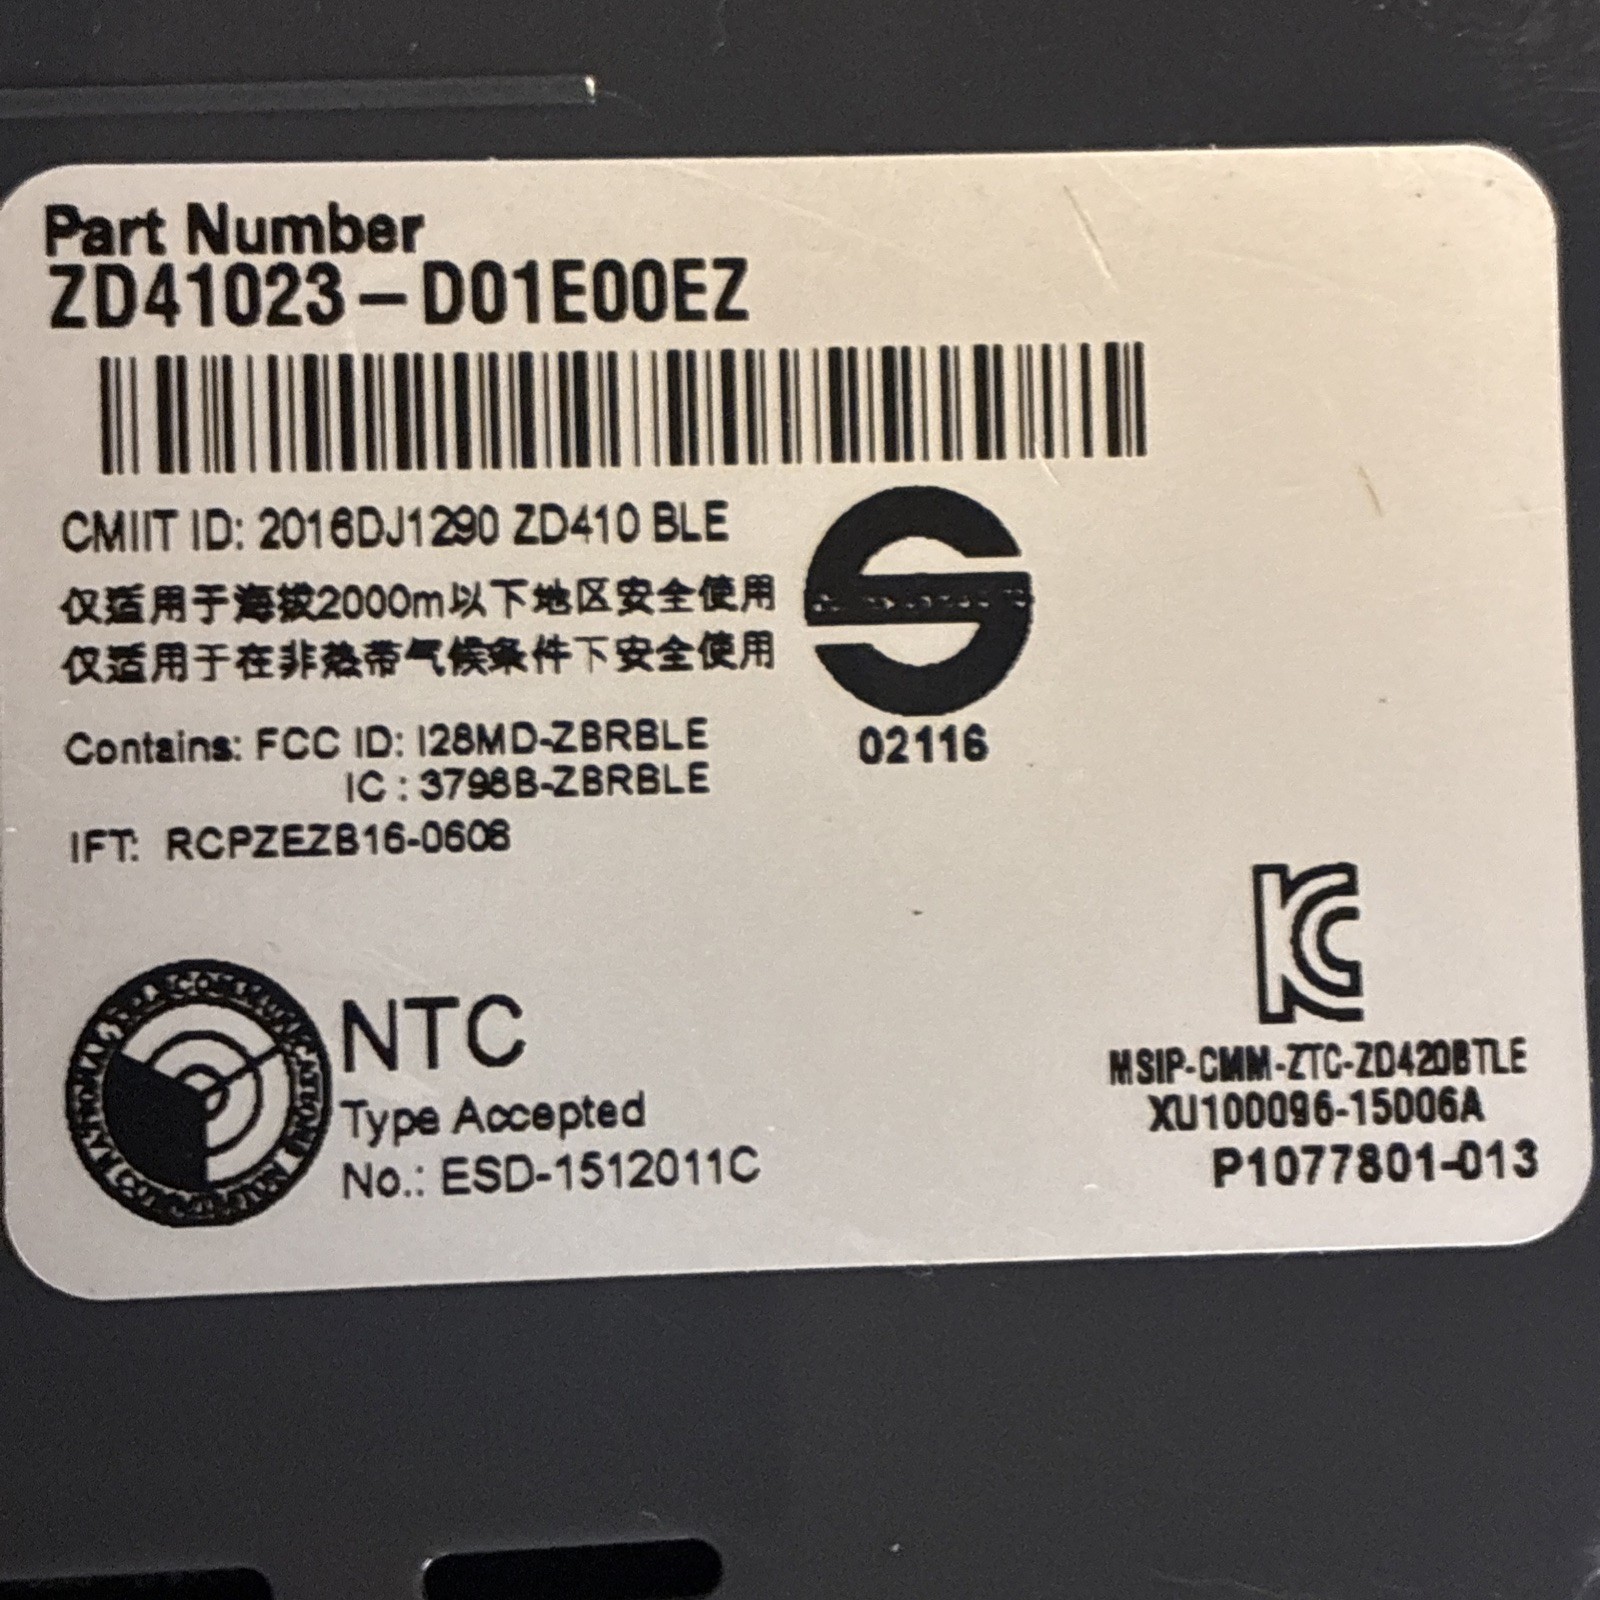 Part Number
ZD41023-D01E00EZ
CMIIT ID: 2016DJ1290 ZD410 BLE
仅适用于海拔2000m以下地区安全使用
仅适用于在非热带气候条件下安全使用
02116
Contains: FCC ID: I28MD-ZBRBLE
IC : 3798B-ZBRBLE
IFT: RCPZEZB16-0608
NTC
Type Accepted
No.: ESD-1512011C
MSIP-CMM-ZTC-ZD420BTLE
XU100096-15006A
P1077801-013